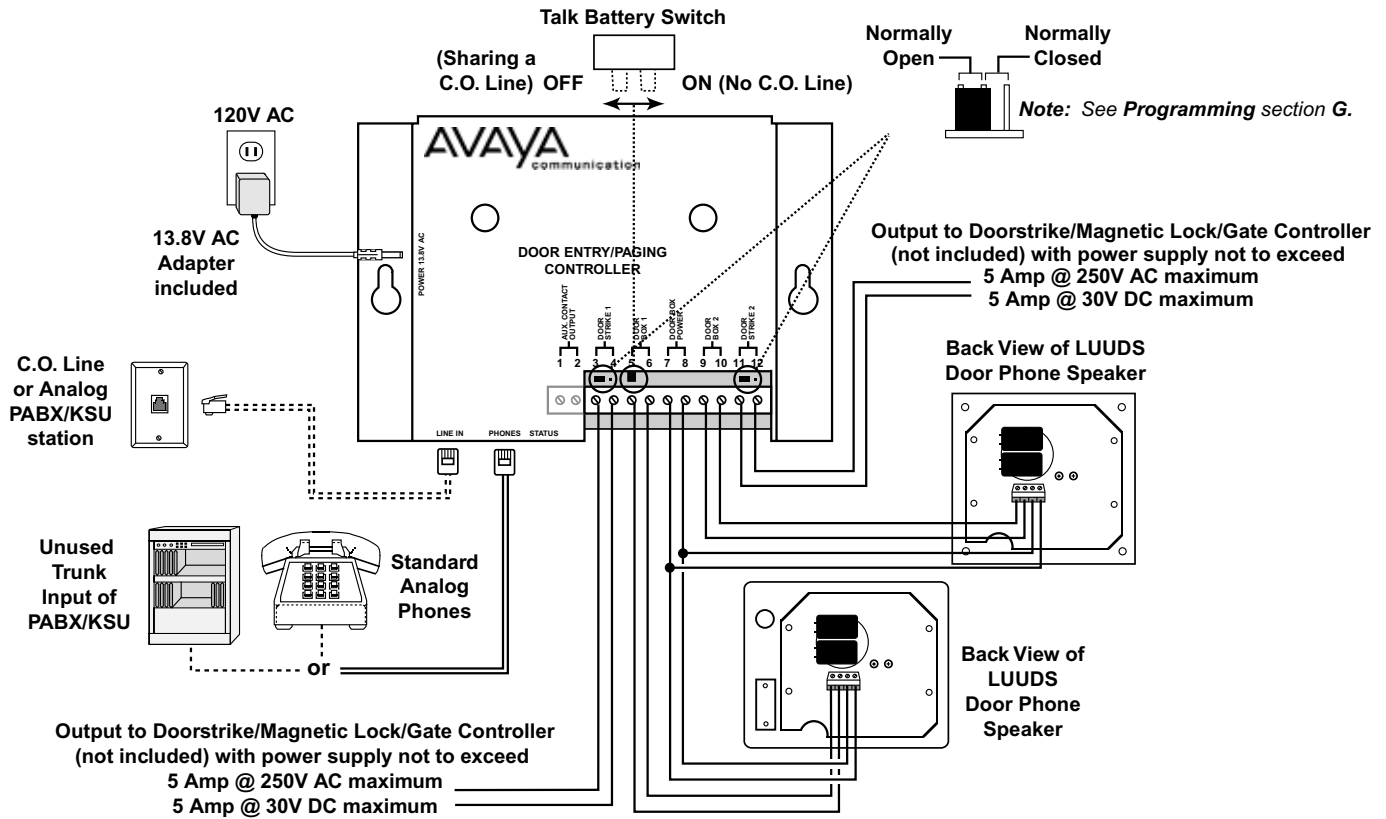 Talk Battery Switch
(Sharing a
C.O. Line) OFF
ON (No C.O. Line)
Normally
Open
Normally
Closed
Note: See Programming section G.
120V AC
13.8V AC
Adapter
included
AVAYA
communication
POWER 13.8V AC
DOOR ENTRY/PAGING
CONTROLLER
AUX. CONTACT
OUTPUT
DOOR
STRIKE 1
DOOR
BOX 1
DOOR BOX
POWER
DOOR
BOX 2
DOOR
STRIKE 2
1 2 3 4 5 6 7 8 9 10 11 12
LINE IN PHONES STATUS
Output to Doorstrike/Magnetic Lock/Gate Controller
(not included) with power supply not to exceed
5 Amp @ 250V AC maximum
5 Amp @ 30V DC maximum
Back View of LUUDS
Door Phone Speaker
C.O. Line
or Analog
PABX/KSU
station
Unused
Trunk
Input of
PABX/KSU
Standard
Analog
Phones
or
Back View of
LUUDS
Door Phone
Speaker
Output to Doorstrike/Magnetic Lock/Gate Controller
(not included) with power supply not to exceed
5 Amp @ 250V AC maximum
5 Amp @ 30V DC maximum